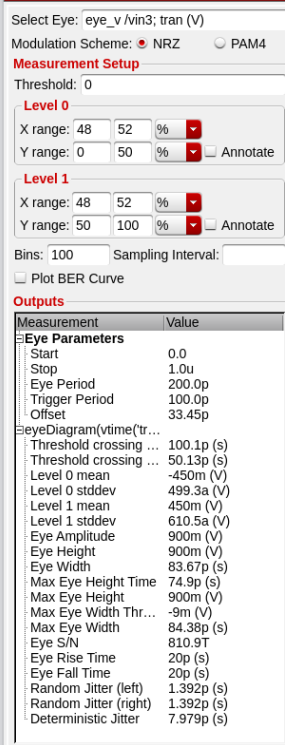 Select Eye: eye_v /vin3; tran (V)
Modulation Scheme: NRZ PAM4
Measurement Setup
Threshold: 0
Level 0
X range: 48 52 %
Y range: 0 50 % Annotate
Level 1
X range: 48 52 %
Y range: 50 100 % Annotate
Bins: 100 Sampling Interval:
Plot BER Curve
Outputs
Measurement Value
Eye Parameters
Start 0.0
Stop 1.0u
Eye Period 200.0p
Trigger Period 100.0p
Offset 33.45p
eyeDiagram(vtime('tr...
Threshold crossing ... 100.1p (s)
Threshold crossing ... 50.13p (s)
Level 0 mean -450m (V)
Level 0 stddev 499.3a (V)
Level 1 mean 450m (V)
Level 1 stddev 610.5a (V)
Eye Amplitude 900m (V)
Eye Height 900m (V)
Eye Width 83.67p (s)
Max Eye Height Time 74.9p (s)
Max Eye Height 900m (V)
Max Eye Width Thr... -9m (V)
Max Eye Width 84.38p (s)
Eye S/N 810.9T
Eye Rise Time 20p (s)
Eye Fall Time 20p (s)
Random Jitter (left) 1.392p (s)
Random Jitter (right) 1.392p (s)
Deterministic Jitter 7.979p (s)